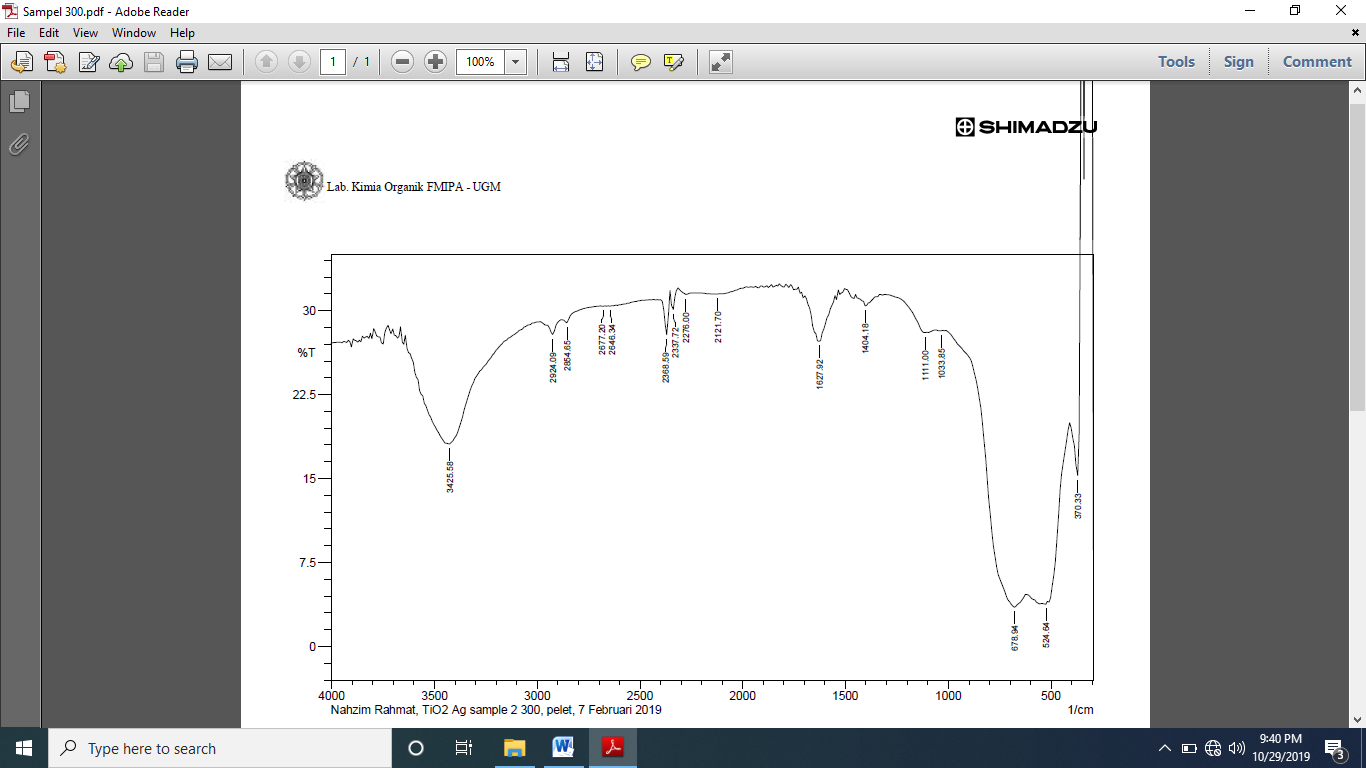 Sampel 300.pdf - Adobe Reader
File Edit View Window Help
1 / 1 100% Tools Sign Comment
SHIMADZU
Lab. Kimia Organik FMIPA - UGM
30
%T
22.5
15
7.5
0
3425.58
2924.09
2854.65
2677.20
2646.34
2368.59
2337.72
2276.00
2121.70
1627.92
1404.18
1111.00
1033.85
678.94
524.64
370.33
4000 3500 3000 2500 2000 1500 1000 500
Nahzim Rahmat, TiO2 Ag sample 2 300, pelet, 7 Februari 2019 1/cm
Type here to search
9:40 PM
10/29/2019
3